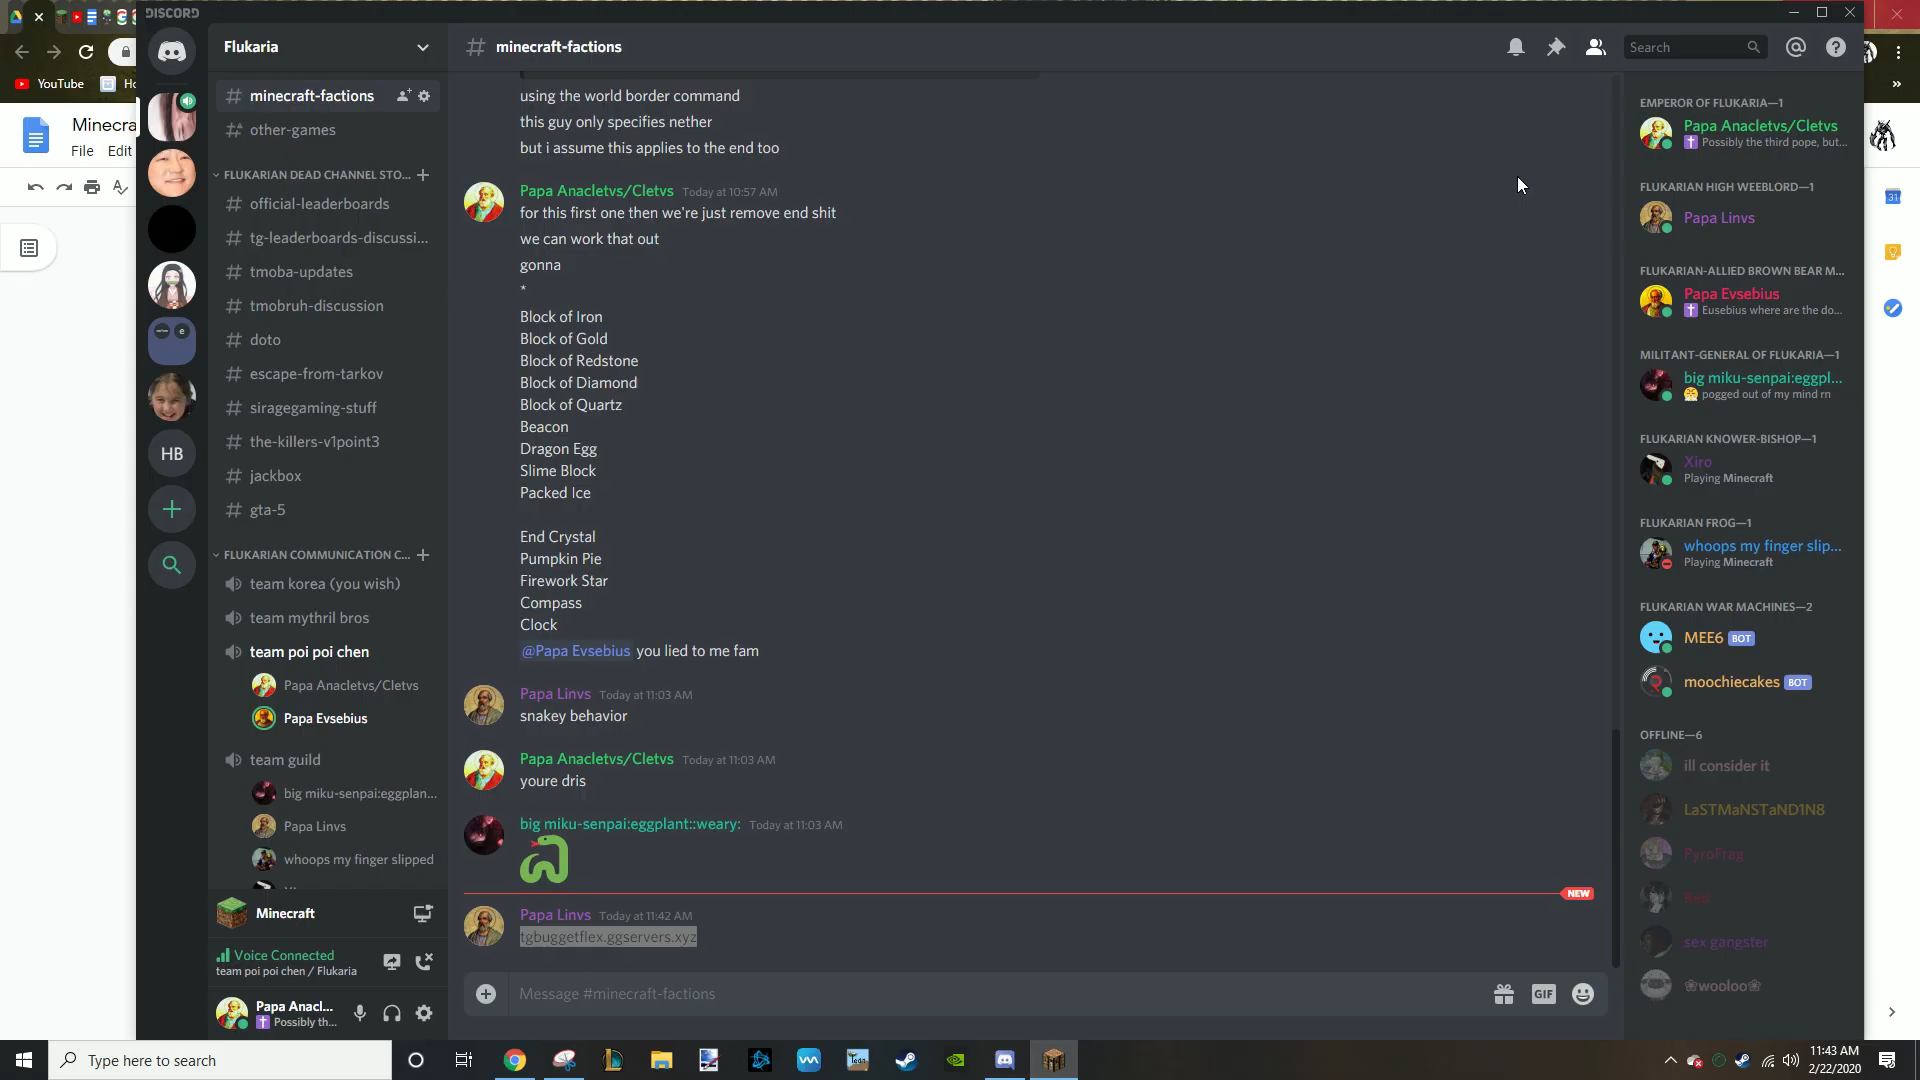 DISCORD
YouTube
Ho
Minecra
File Edit
Flukaria
# minecraft-factions
Search
# minecraft-factions
# other-games
FLUKARIAN DEAD CHANNEL STO...
# official-leaderboards
# tg-leaderboards-discussi...
# tmoba-updates
# tmobruh-discussion
# doto
# escape-from-tarkov
# siragegaming-stuff
# the-killers-v1point3
# jackbox
# gta-5
FLUKARIAN COMMUNICATION C...
team korea (you wish)
team mythril bros
team poi poi chen
Papa Anacletvs/Cletvs
Papa Evsebius
team guild
big miku-senpai:eggplan...
Papa Linvs
whoops my finger slipped
HB
Minecraft
Voice Connected
team poi poi chen / Flukaria
Papa Anacl...
Possibly th...
using the world border command
this guy only specifies nether
but i assume this applies to the end too
Papa Anacletvs/Cletvs Today at 10:57 AM
for this first one then we're just remove end shit
we can work that out
gonna
*
Block of Iron
Block of Gold
Block of Redstone
Block of Diamond
Block of Quartz
Beacon
Dragon Egg
Slime Block
Packed Ice
End Crystal
Pumpkin Pie
Firework Star
Compass
Clock
@Papa Evsebius you lied to me fam
Papa Linvs Today at 11:03 AM
snakey behavior
Papa Anacletvs/Cletvs Today at 11:03 AM
youre dris
big miku-senpai:eggplant::weary: Today at 11:03 AM
NEW
Papa Linvs Today at 11:42 AM
tgbuggetflex.ggservers.xyz
Message #minecraft-factions
GIF
EMPEROR OF FLUKARIA—1
Papa Anacletvs/Cletvs
Possibly the third pope, but...
FLUKARIAN HIGH WEEBLORD—1
Papa Linvs
FLUKARIAN-ALLIED BROWN BEAR M...
Papa Evsebius
Eusebius where are the do...
MILITANT-GENERAL OF FLUKARIA—1
big miku-senpai:eggpl...
pogged out of my mind rn
FLUKARIAN KNOWER-BISHOP—1
Xiro
Playing Minecraft
FLUKARIAN FROG—1
whoops my finger slip...
Playing Minecraft
FLUKARIAN WAR MACHINES—2
MEE6 BOT
moochiecakes BOT
OFFLINE—6
ill consider it
LaSTMaNSTaND1N8
PyroFrag
sex gangster
❀wooloo❀
31
Type here to search
11:43 AM
2/22/2020